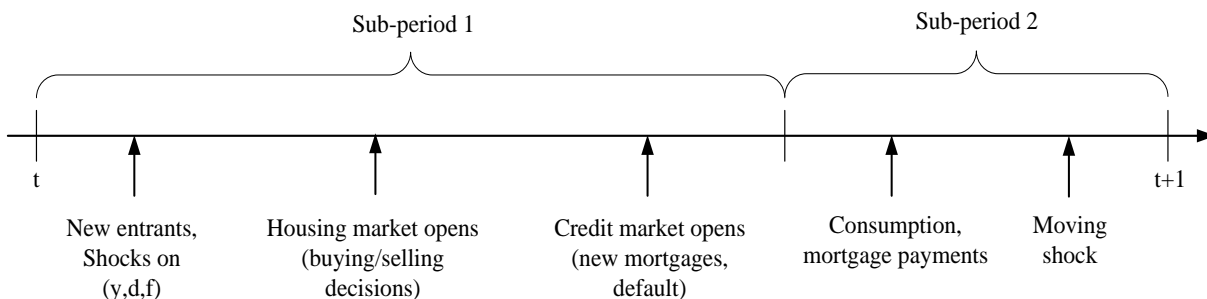 Sub-period 1
Sub-period 2
t
t+1
New entrants,
Shocks on
(y,d,f)
Housing market opens
(buying/selling
decisions)
Credit market opens
(new mortgages,
default)
Consumption,
mortgage payments
Moving
shock